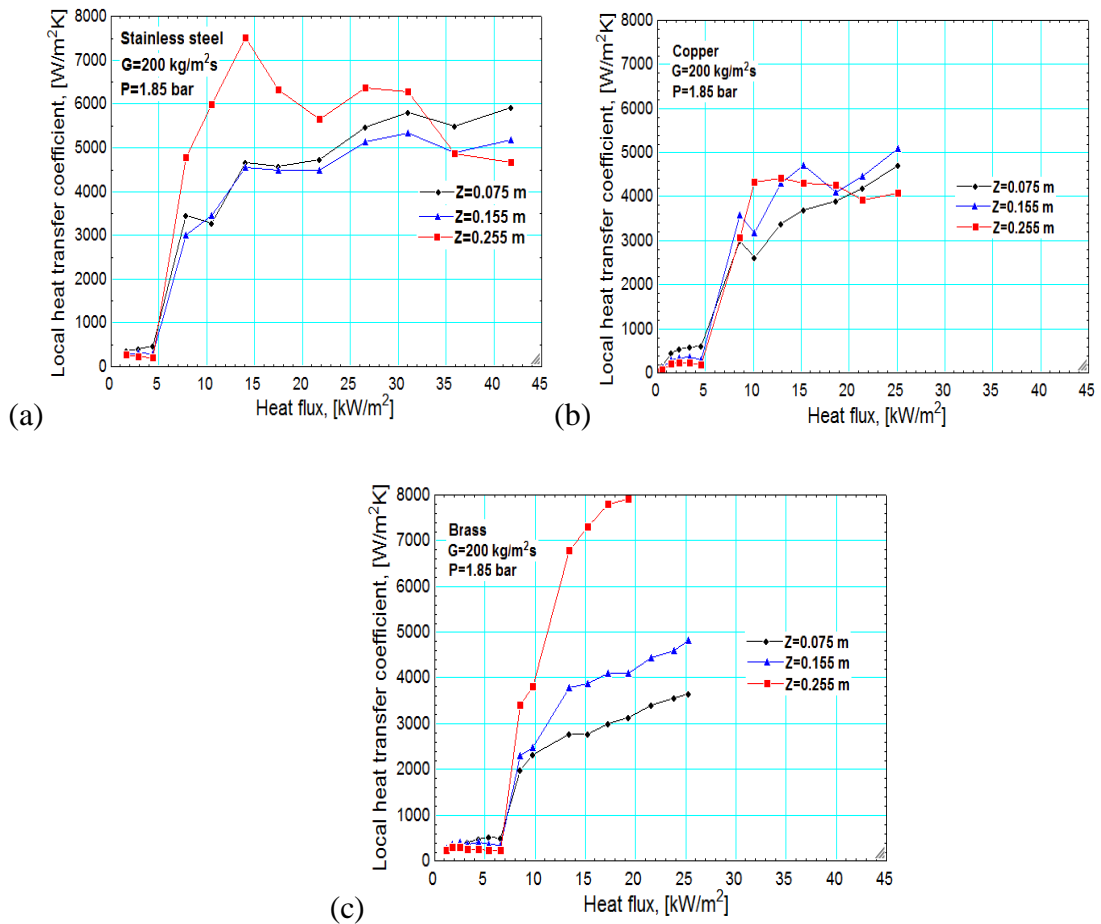 8000
7000
6000
5000
4000
3000
2000
1000
0
Local heat transfer coefficient, [W/m²K]
Stainless steel
G=200 kg/m²s
P=1.85 bar
Z=0.075 m
Z=0.155 m
Z=0.255 m
0 5 10 15 20 25 30 35 40 45
Heat flux, [kW/m²]
(a)
8000
7000
6000
5000
4000
3000
2000
1000
0
Local heat transfer coefficient, [W/m²K]
Copper
G=200 kg/m²s
P=1.85 bar
Z=0.075 m
Z=0.155 m
Z=0.255 m
0 5 10 15 20 25 30 35 40 45
Heat flux, [kW/m²]
(b)
8000
7000
6000
5000
4000
3000
2000
1000
0
Local heat transfer coefficient, [W/m²K]
Brass
G=200 kg/m²s
P=1.85 bar
Z=0.075 m
Z=0.155 m
Z=0.255 m
0 5 10 15 20 25 30 35 40 45
Heat flux, [kW/m²]
(c)